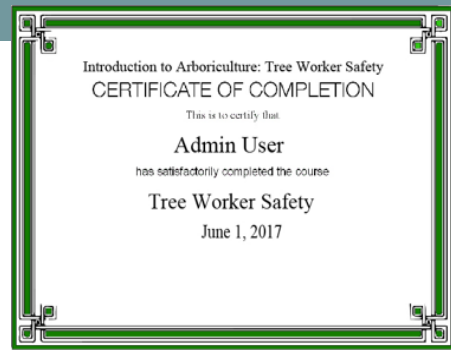 Introduction to Arboriculture: Tree Worker Safety
CERTIFICATE OF COMPLETION
This is to certify that
Admin User
has satisfactorily completed the course
Tree Worker Safety
June 1, 2017